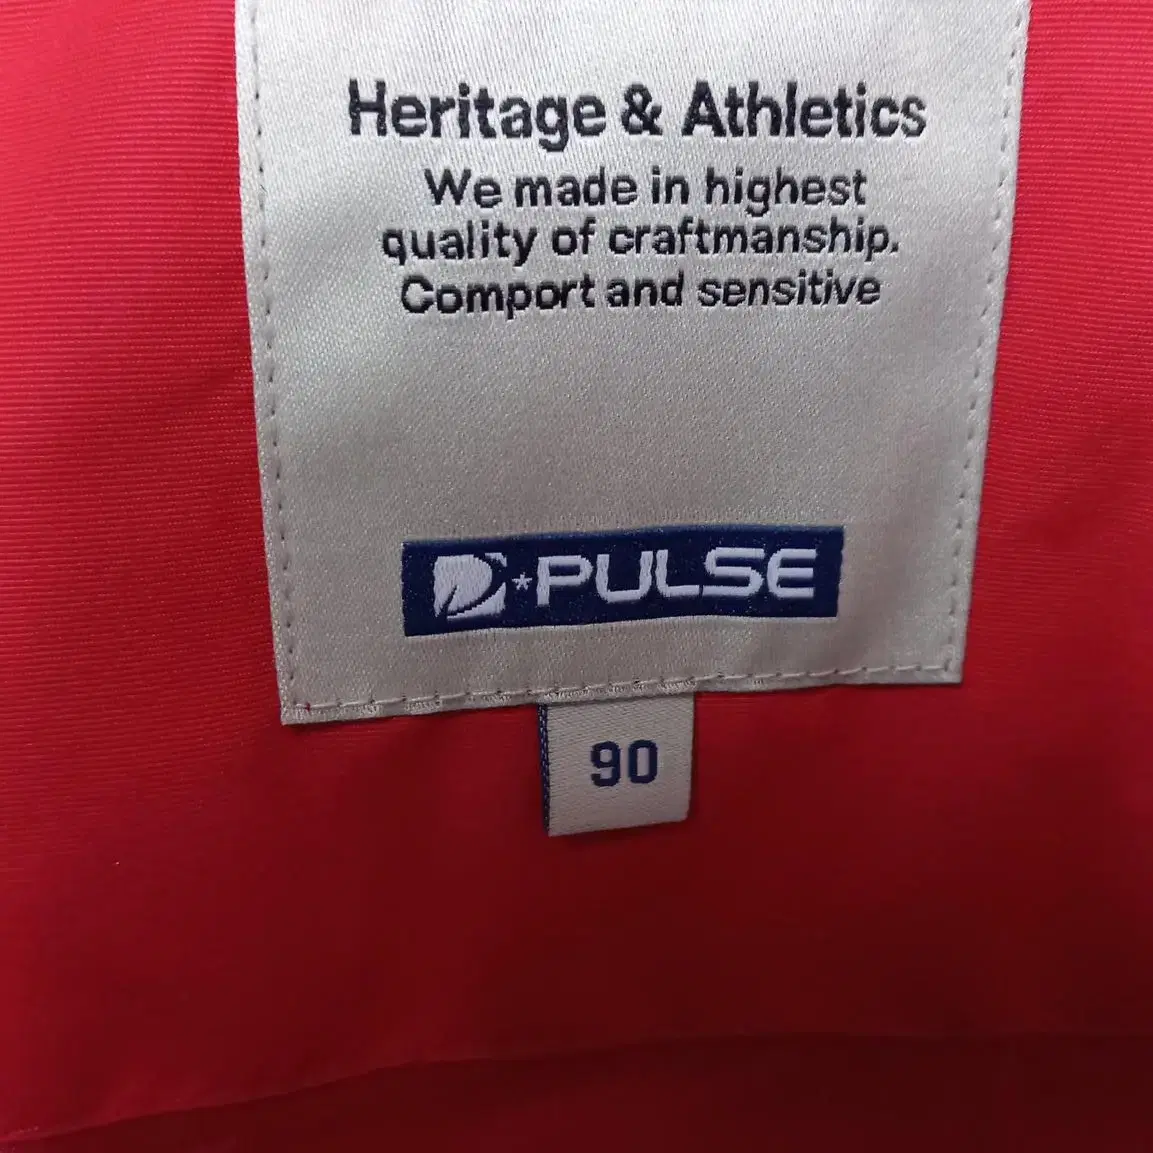 Heritage & Athletics
We made in highest
quality of craftmanship.
Comport and sensitive
*PULSE
90